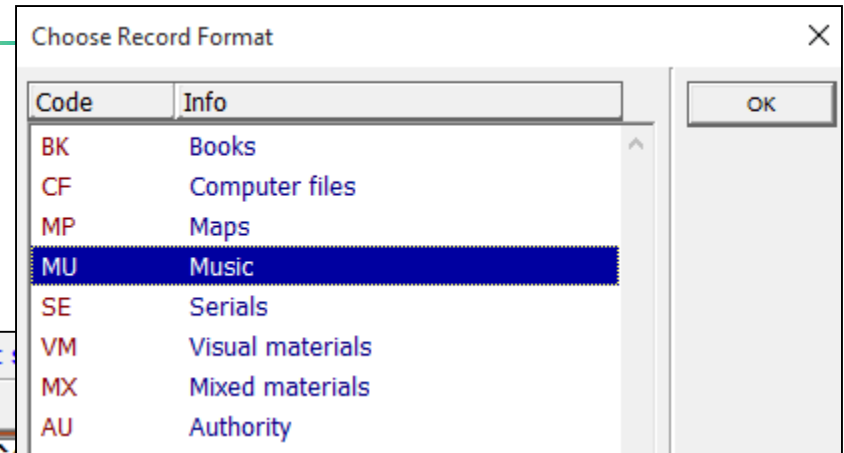 Choose Record Format
Code Info
OK
BK Books
CF Computer files
MP Maps
MU Music
SE Serials
VM Visual materials
MX Mixed materials
AU Authority